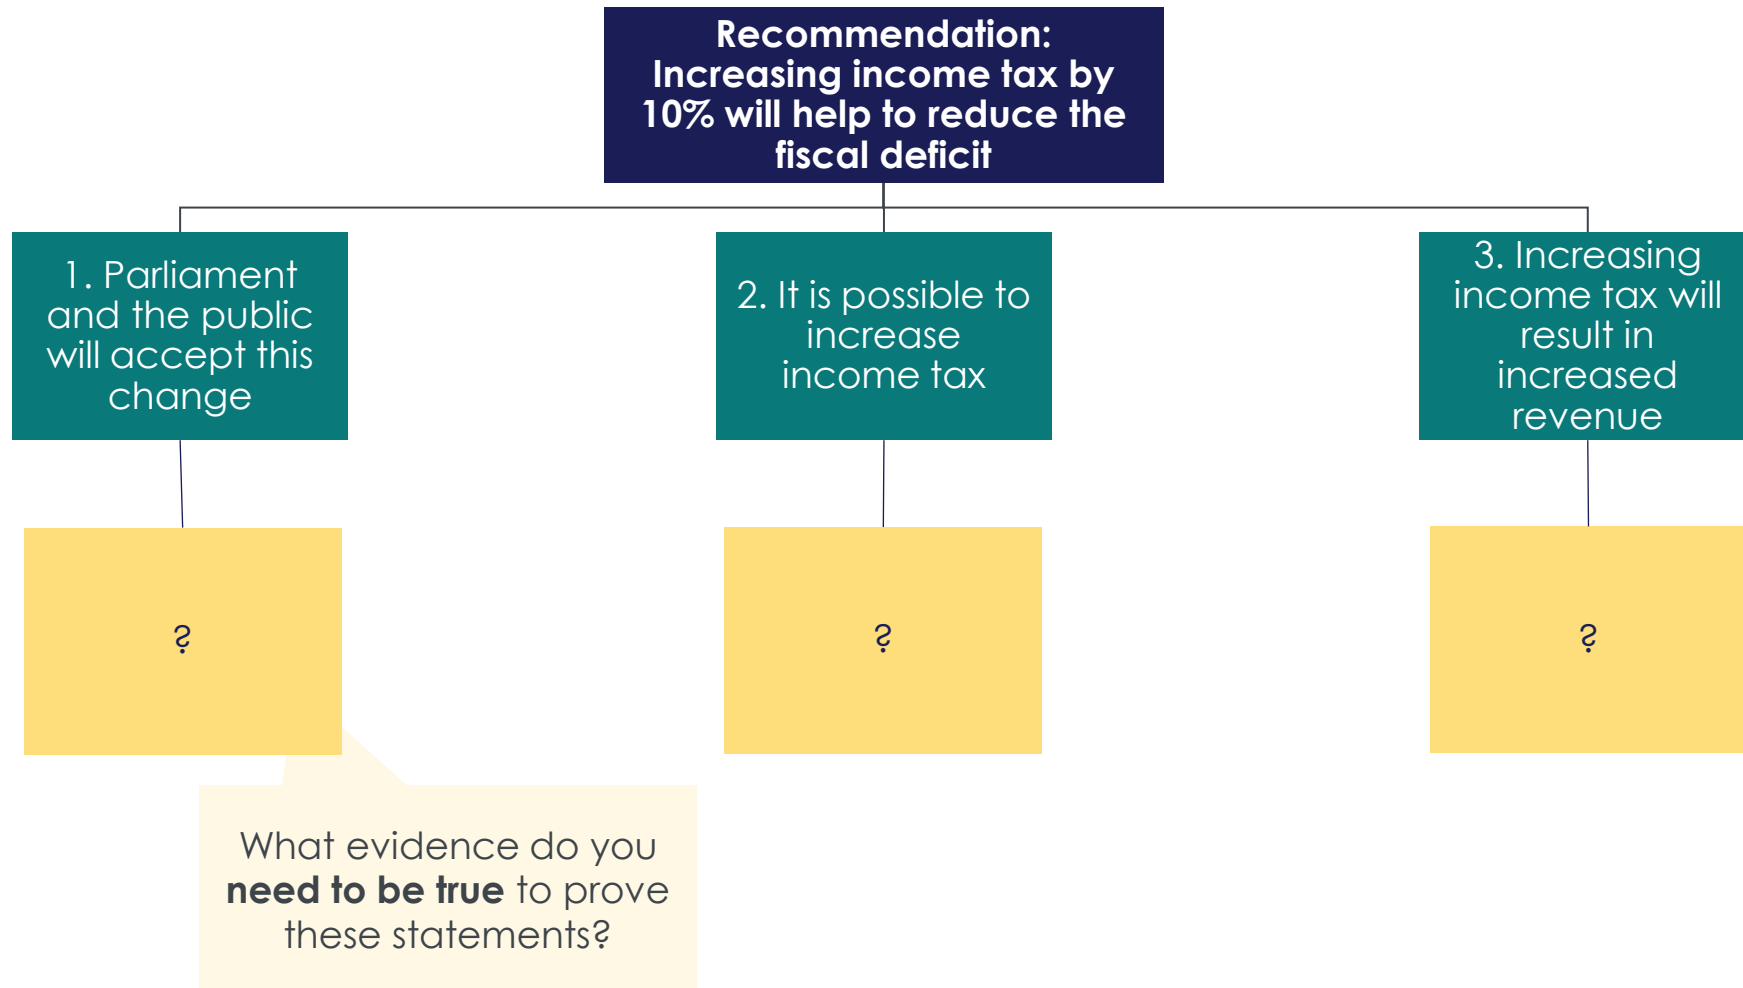 Recommendation:
Increasing income tax by
10% will help to reduce the
fiscal deficit
1. Parliament
and the public
will accept this
change
2. It is possible to
increase
income tax
3. Increasing
income tax will
result in
increased
revenue
?
?
?
What evidence do you
need to be true to prove
these statements?